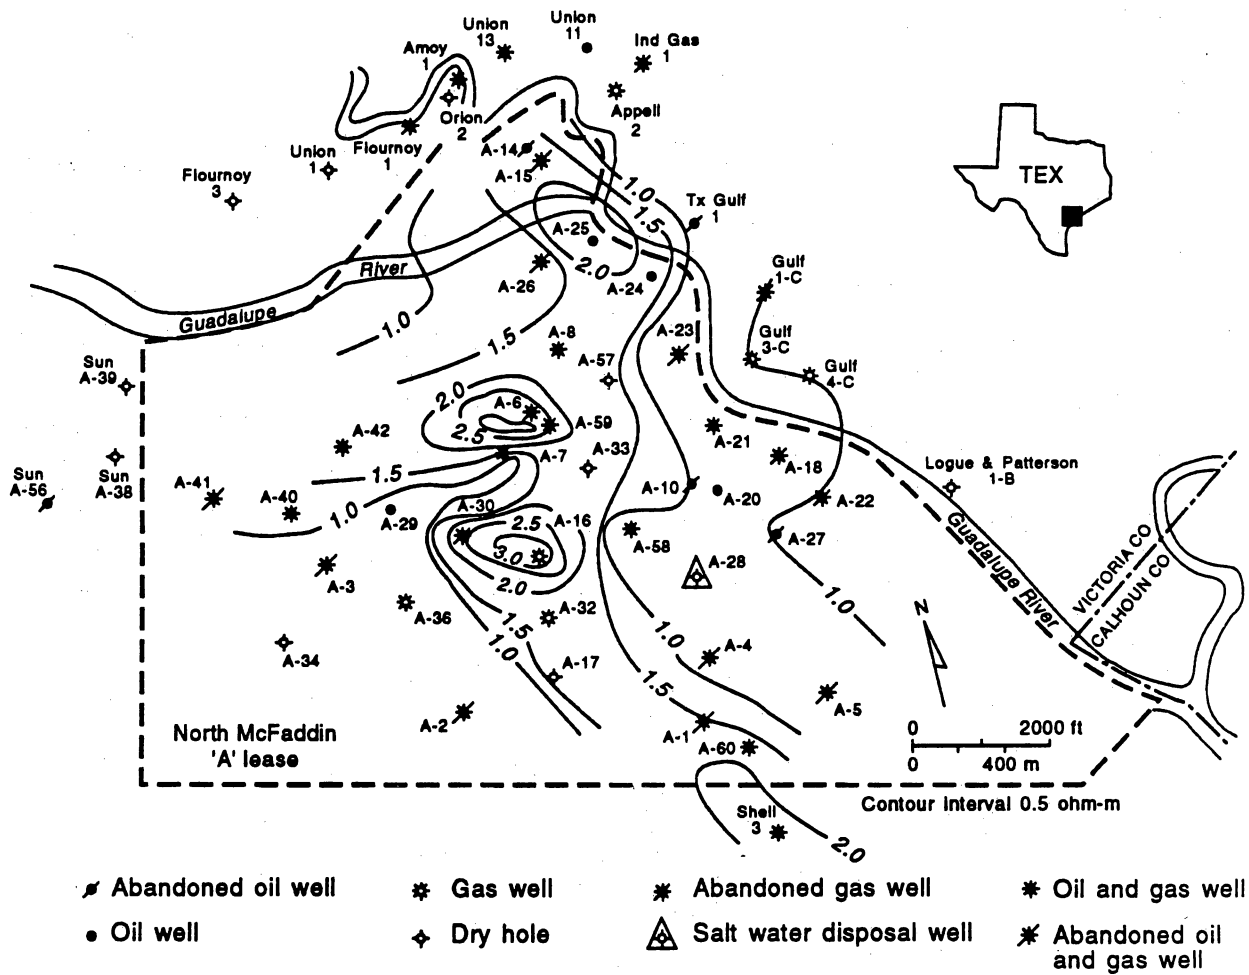 Union
11
Union
13
Ind Gas
1
Amoy
1
Appell
2
Orion
2
Flournoy
1
Union
1
Flournoy
3
A-14
A-15
TEX
1.0
Tx Gulf
1
1.5
A-25
2.0
A-24
River
A-26
Gulf
1-C
Guadalupe
1.0
1.5
A-8
A-23
Gulf
3-C
A-57
Sun
A-39
Gulf
4-C
2.0
A-6
2.5
A-59
A-42
A-21
A-7
A-33
A-18
Logue & Patterson
1-B
Sun
A-56
Sun
A-38
A-41
1.5
A-40
A-10
A-20
A-22
1.0
A-29
A-30
2.5
A-16
A-58
A-27
Guadalupe River
3.0
A-28
VICTORIA CO
CALHOUN CO
A-3
2.0
A-36
A-32
1.0
N
1.5
1.0
A-34
1.0
A-4
A-17
1.5
A-2
A-5
A-1
A-60
North McFaddin
'A' lease
0 2000 ft
0 400 m
Contour interval 0.5 ohm-m
Shell
3
2.0
Abandoned oil well
Gas well
Abandoned gas well
Oil and gas well
Oil well
Dry hole
Salt water disposal well
Abandoned oil
and gas well